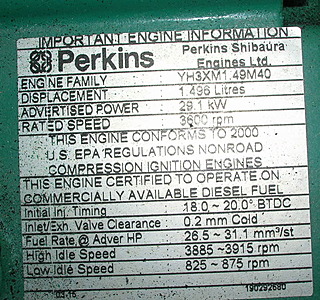 IMPORTANT ENGINE INFORMATION
Perkins Perkins Shibaura
Engines Ltd.
ENGINE FAMILY YH3XM1.49M40
DISPLACEMENT 1.496 Litres
ADVERTISED POWER 29.1 kW
RATED SPEED 3600 rpm
THIS ENGINE CONFORMS TO 2000
U.S. EPA REGULATIONS NONROAD
COMPRESSION IGNITION ENGINES
THIS ENGINE CERTIFIED TO OPERATE ON
COMMERCIALLY AVAILABLE DIESEL FUEL
Initial Inj. Timing 18.0 ~ 20.0° BTDC
Inlet/Exh. Valve Clearance : 0.2 mm Cold
Fuel Rate @ Adver HP 26.5 ~ 31.1 mm³/st
High Idle Speed 3885 ~3915 rpm
Low Idle Speed 825 ~ 875 rpm
190292680